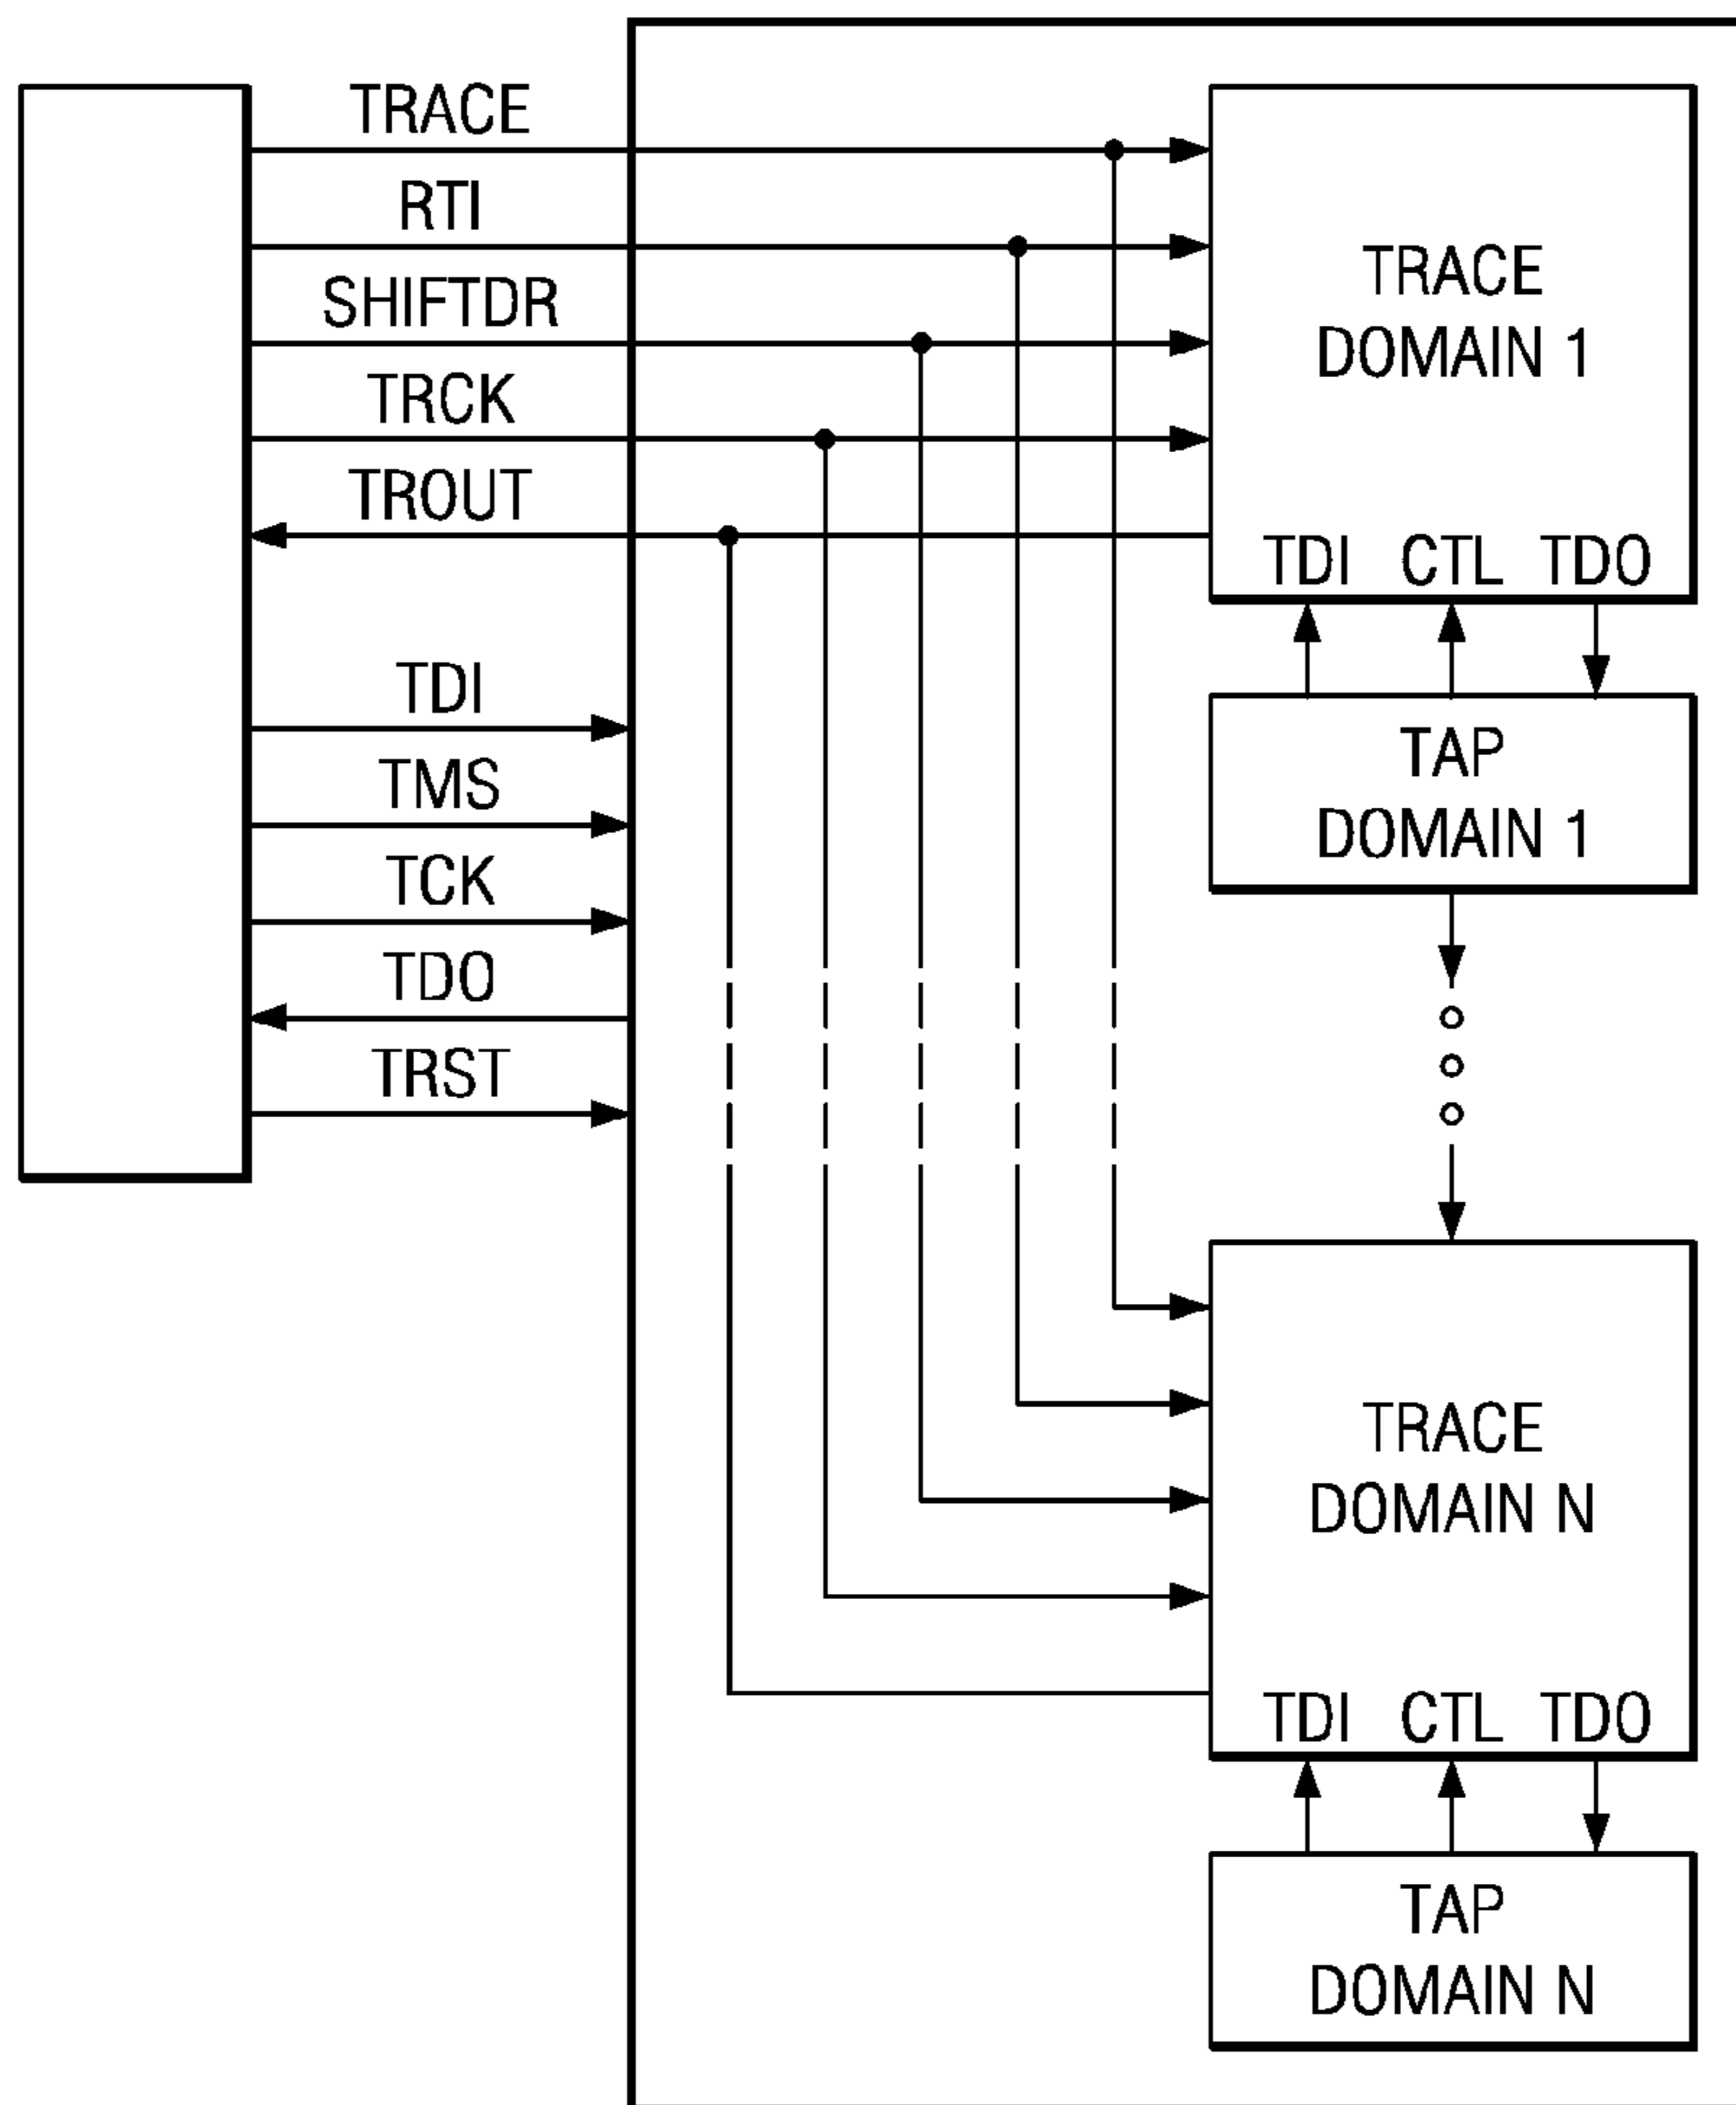 TRACE
RTI
SHIFTDR
TRCK
TROUT
TDI
TMS
TCK
TDO
TRST
TRACE
DOMAIN 1
TDI CTL TDO
TAP
DOMAIN 1
TRACE
DOMAIN N
TDI CTL TDO
TAP
DOMAIN N